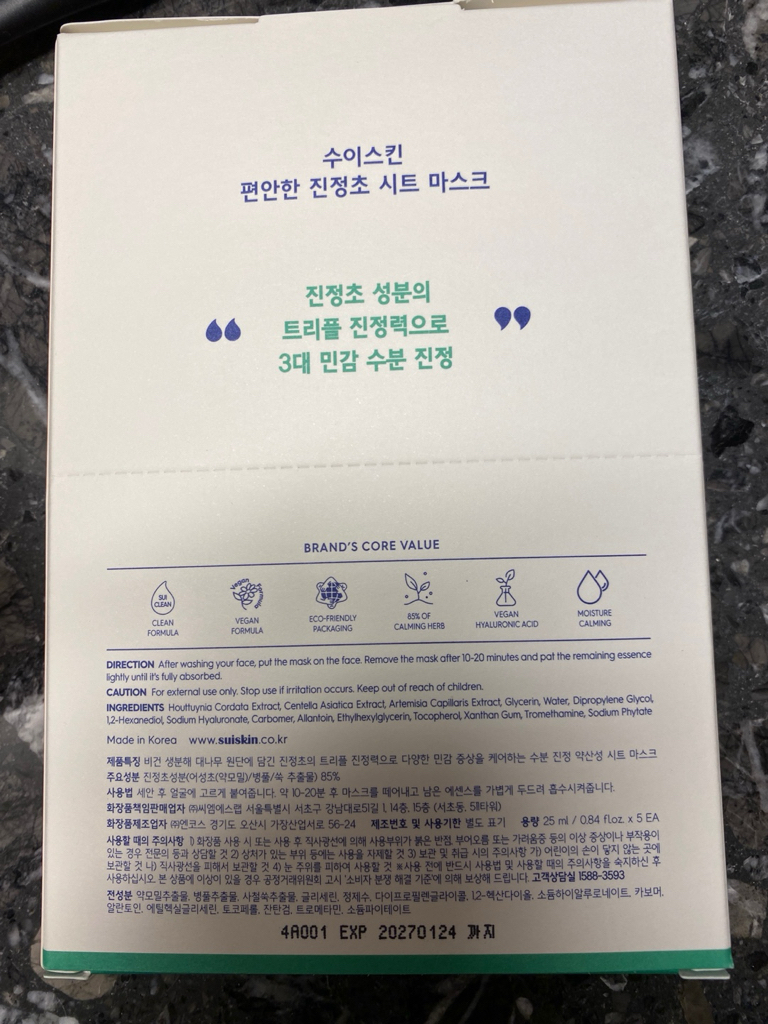 수이스킨
편안한 진정초 시트 마스크
진정초 성분의
트리플 진정력으로
3대 민감 수분 진정
BRAND'S CORE VALUE
SUI
CLEAN
CLEAN
FORMULA
Vegan Formula
VEGAN
FORMULA
ECO-FRIENDLY
PACKAGING
85% OF
CALMING HERB
VEGAN
HYALURONIC ACID
MOISTURE
CALMING
DIRECTION After washing your face, put the mask on the face. Remove the mask after 10-20 minutes and pat the remaining essence
lightly until it's fully absorbed.
CAUTION For external use only. Stop use if irritation occurs. Keep out of reach of children.
INGREDIENTS Houttuynia Cordata Extract, Centella Asiatica Extract, Artemisia Capillaris Extract, Glycerin, Water, Dipropylene Glycol,
1,2-Hexanediol, Sodium Hyaluronate, Carbomer, Allantoin, Ethylhexylglycerin, Tocopherol, Xanthan Gum, Tromethamine, Sodium Phytate
Made in Korea www.suiskin.co.kr
제품특징 비건 생분해 대나무 원단에 담긴 진정초의 트리플 진정력으로 다양한 민감 증상을 케어하는 수분 진정 약산성 시트 마스크
주요성분 진정초성분(어성초(약모밀)/병풀/쑥 추출물) 85%
사용법 세안 후 얼굴에 고르게 붙여줍니다. 약 10-20분 후 마스크를 떼어내고 남은 에센스를 가볍게 두드려 흡수시켜줍니다.
화장품책임판매업자 ㈜씨엠에스랩 서울특별시 서초구 강남대로51길 1, 14층, 15층 (서초동, 511타워)
화장품제조업자 ㈜엔코스 경기도 오산시 가장산업서로 56-24 제조번호 및 사용기한 별도 표기 용량 25 ml / 0.84 fl.oz. x 5 EA
사용할 때의 주의사항 1) 화장품 사용 시 또는 사용 후 직사광선에 의해 사용부위가 붉은 반점, 부어오름 또는 가려움증 등의 이상 증상이나 부작용이
있는 경우 전문의 등과 상담할 것 2) 상처가 있는 부위 등에는 사용을 자제할 것 3) 보관 및 취급 시의 주의사항 가) 어린이의 손이 닿지 않는 곳에
보관할 것 나) 직사광선을 피해서 보관할 것 4) 눈 주위를 피하여 사용할 것 ※사용 전에 반드시 사용법 및 사용할 때의 주의사항을 숙지하신 후
사용하십시오. 본 상품에 이상이 있을 경우 공정거래위원회 고시 '소비자 분쟁 해결 기준'에 의해 보상해 드립니다. 고객상담실 1588-3593
전성분 약모밀추출물, 병풀추출물, 사철쑥추출물, 글리세린, 정제수, 다이프로필렌글라이콜, 1,2-헥산다이올, 소듐하이알루로네이트, 카보머,
알란토인, 에틸헥실글리세린, 토코페롤, 잔탄검, 트로메타민, 소듐파이테이트
4A001 EXP 20270124 까지